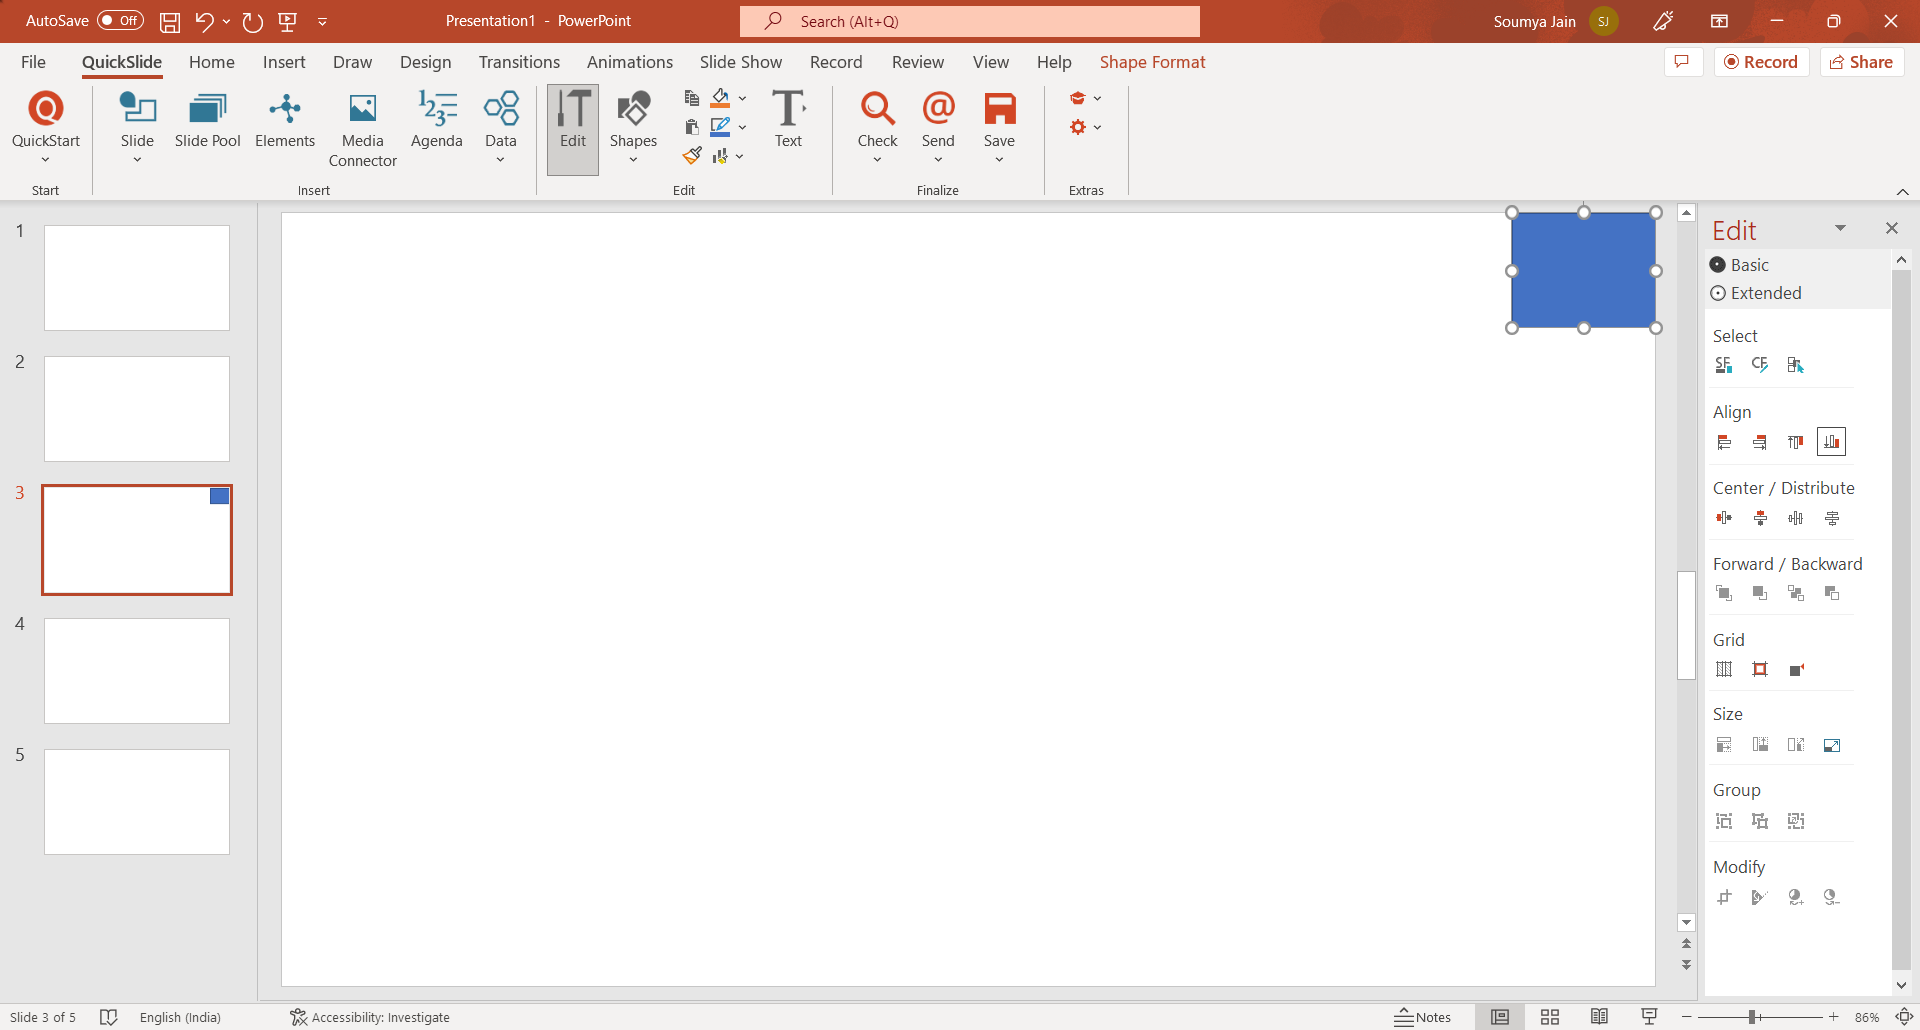 AutoSave Off Presentation1 - PowerPoint Search (Alt+Q) Soumya Jain SJ
File QuickSlide Home Insert Draw Design Transitions Animations Slide Show Record Review View Help Shape Format Record Share
QuickStart Slide Slide Pool Elements Media Connector Agenda Data Edit Shapes Text Check Send Save
Start Insert Edit Finalize Extras
1
2
3
4
5
Edit
Basic
Extended
Select
SF CF
Align
Center / Distribute
Forward / Backward
Grid
Size
Group
Modify
Slide 3 of 5 English (India) Accessibility: Investigate Notes 86%